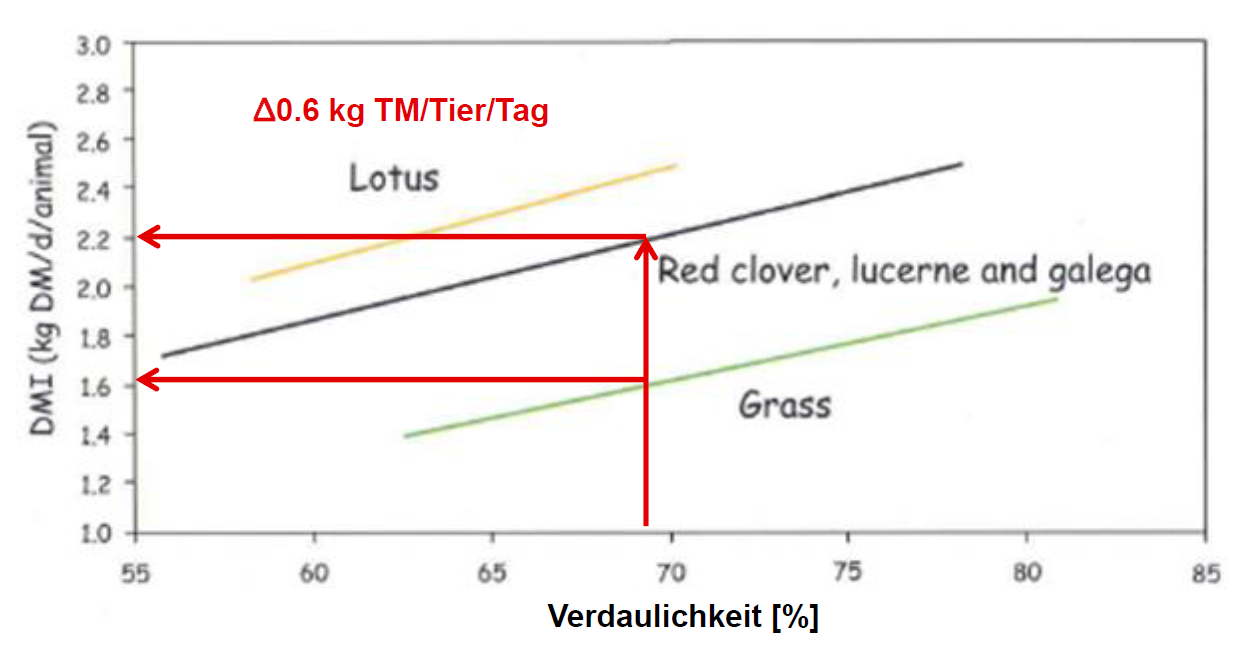 3.0
2.8
2.6
2.4
2.2
2.0
1.8
1.6
1.4
1.2
1.0
DMI (kg DM/d/animal)
Δ0.6 kg TM/Tier/Tag
Lotus
Red clover, lucerne and galega
Grass
55 60 65 70 75 80 85
Verdaulichkeit [%]